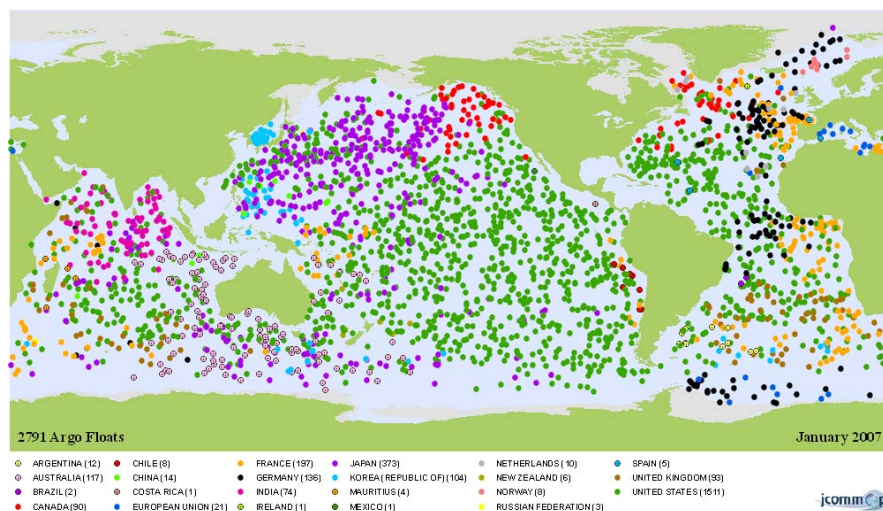 2791 Argo Floats
January 2007
ARGENTINA (12)
AUSTRALIA (117)
BRAZIL (2)
CANADA (90)
CHILE (8)
CHINA (14)
COSTA RICA (1)
EUROPEAN UNION (21)
FRANCE (197)
GERMANY (136)
INDIA (74)
IRELAND (1)
JAPAN (373)
KOREA (REPUBLIC OF) (104)
MAURITIUS (4)
MEXICO (1)
NETHERLANDS (10)
NEW ZEALAND (6)
NORWAY (8)
RUSSIAN FEDERATION (3)
SPAIN (5)
UNITED KINGDOM (93)
UNITED STATES (1511)
jcommops